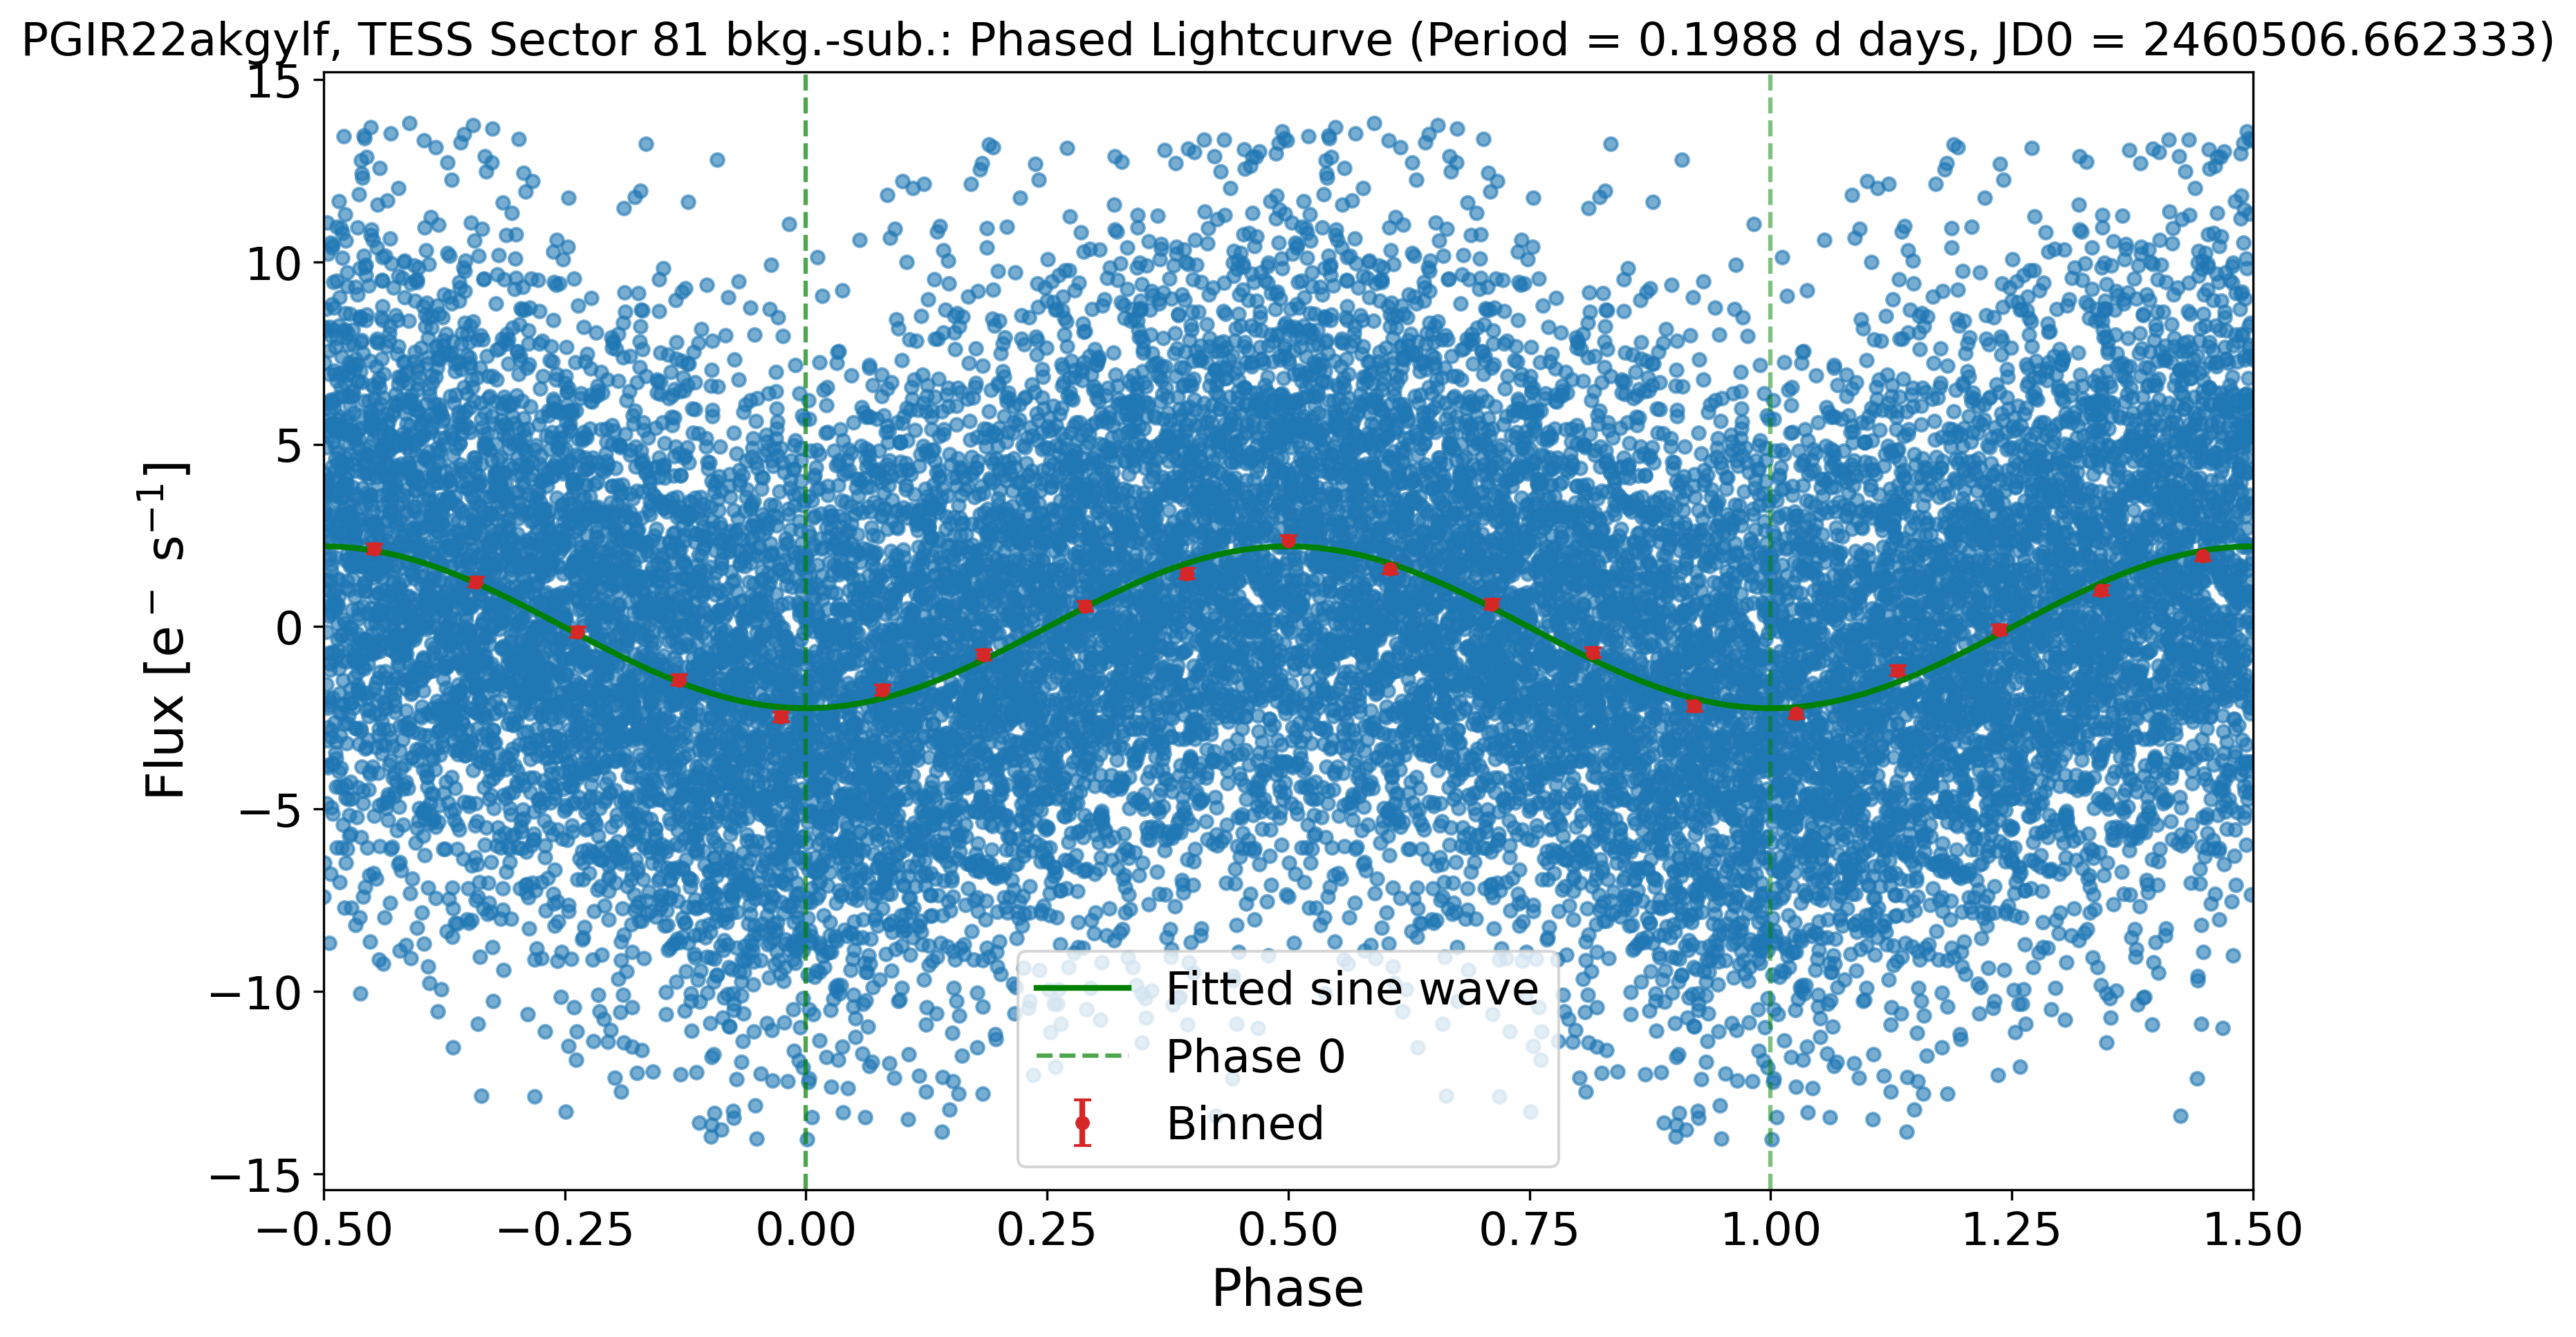 PGIR22akgylf, TESS Sector 81 bkg.-sub.: Phased Lightcurve (Period = 0.1988 d days, JD0 = 2460506.662333)
15
10
5
0
−5
−10
−15
Flux [e⁻ s⁻¹]
Fitted sine wave
Phase 0
Binned
−0.50 −0.25 0.00 0.25 0.50 0.75 1.00 1.25 1.50
Phase